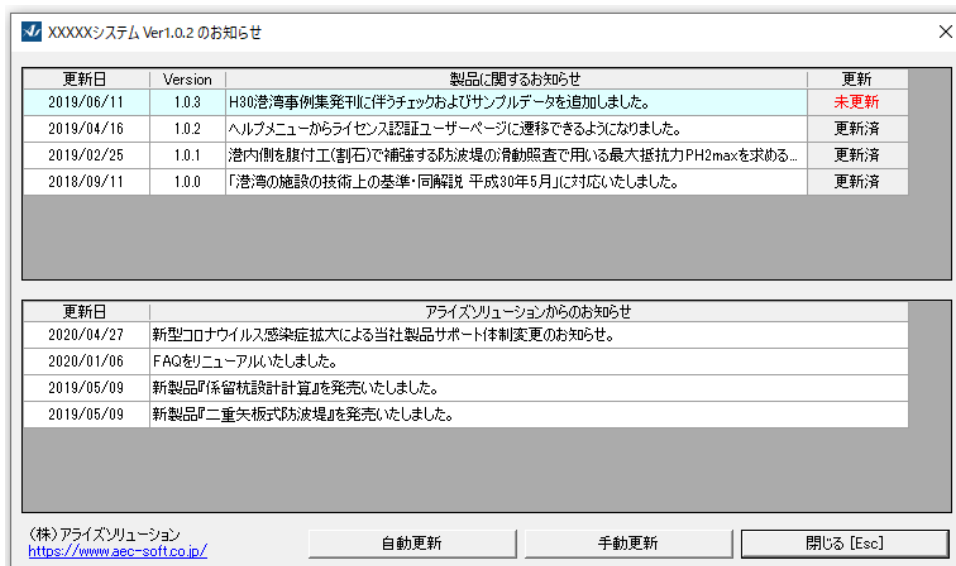 XXXXXシステム Ver1.0.2 のお知らせ
更新日 Version 製品に関するお知らせ 更新
2019/06/11 1.0.3 H30港湾事例集発刊に伴うチェックおよびサンプルデータを追加しました。 未更新
2019/04/16 1.0.2 ヘルプメニューからライセンス認証ユーザーページに遷移できるようになりました。 更新済
2019/02/25 1.0.1 港内側を腹付工(割石)で補強する防波堤の滑動照査で用いる最大抵抗力PH2maxを求める... 更新済
2018/09/11 1.0.0 「港湾の施設の技術上の基準・同解説 平成30年5月」に対応いたしました。 更新済
更新日 アライズソリューションからのお知らせ
2020/04/27 新型コロナウイルス感染症拡大による当社製品サポート体制変更のお知らせ。
2020/01/06 FAQをリニューアルいたしました。
2019/05/09 新製品『係留杭設計計算』を発売いたしました。
2019/05/09 新製品『二重矢板式防波堤』を発売いたしました。
(株)アライズソリューション
https://www.aec-soft.co.jp/
自動更新 手動更新 閉じる [Esc]